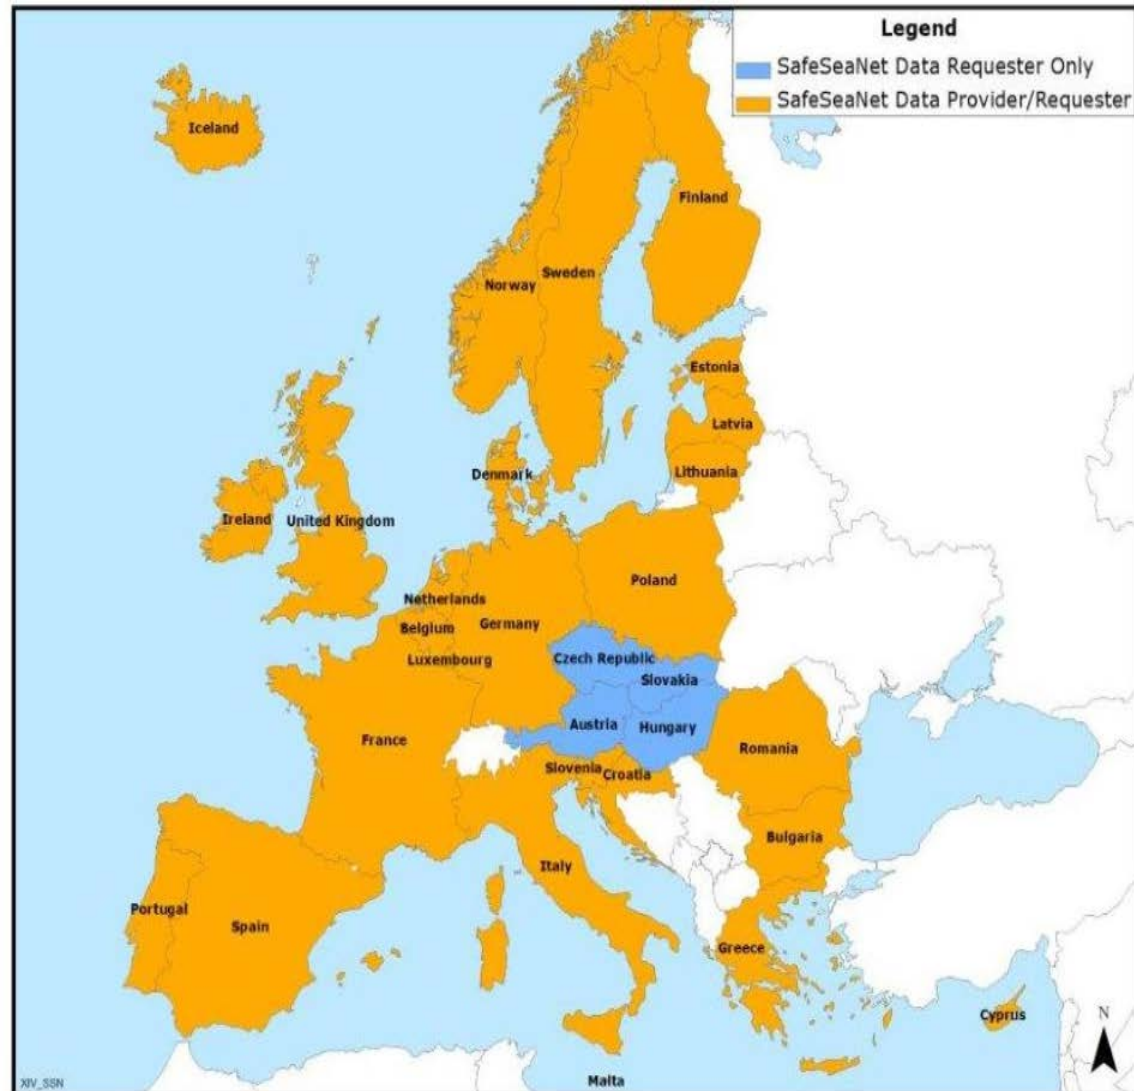 Legend
SafeSeaNet Data Requester Only
SafeSeaNet Data Provider/Requester
Iceland
Finland
Sweden
Norway
Estonia
Latvia
Lithuania
Denmark
Ireland
United Kingdom
Poland
Netherlands
Germany
Belgium
Luxembourg
Czech Republic
Slovakia
Austria
Hungary
France
Romania
Slovenia
Croatia
Bulgaria
Italy
Portugal
Spain
Greece
Cyprus
N
Malta
XIV_SSN